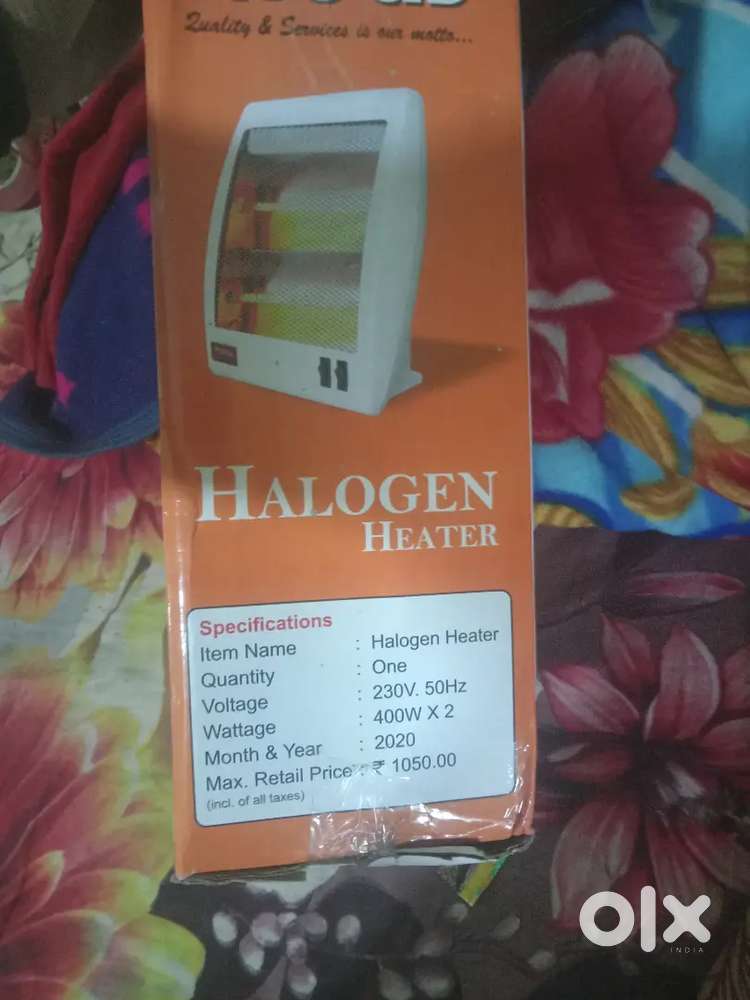 Quality & Services is our motto...
HALOGEN
HEATER
Specifications
Item Name : Halogen Heater
Quantity : One
Voltage : 230V. 50Hz
Wattage : 400W X 2
Month & Year : 2020
Max. Retail Price : ₹ 1050.00
(incl. of all taxes)
olx
INDIA